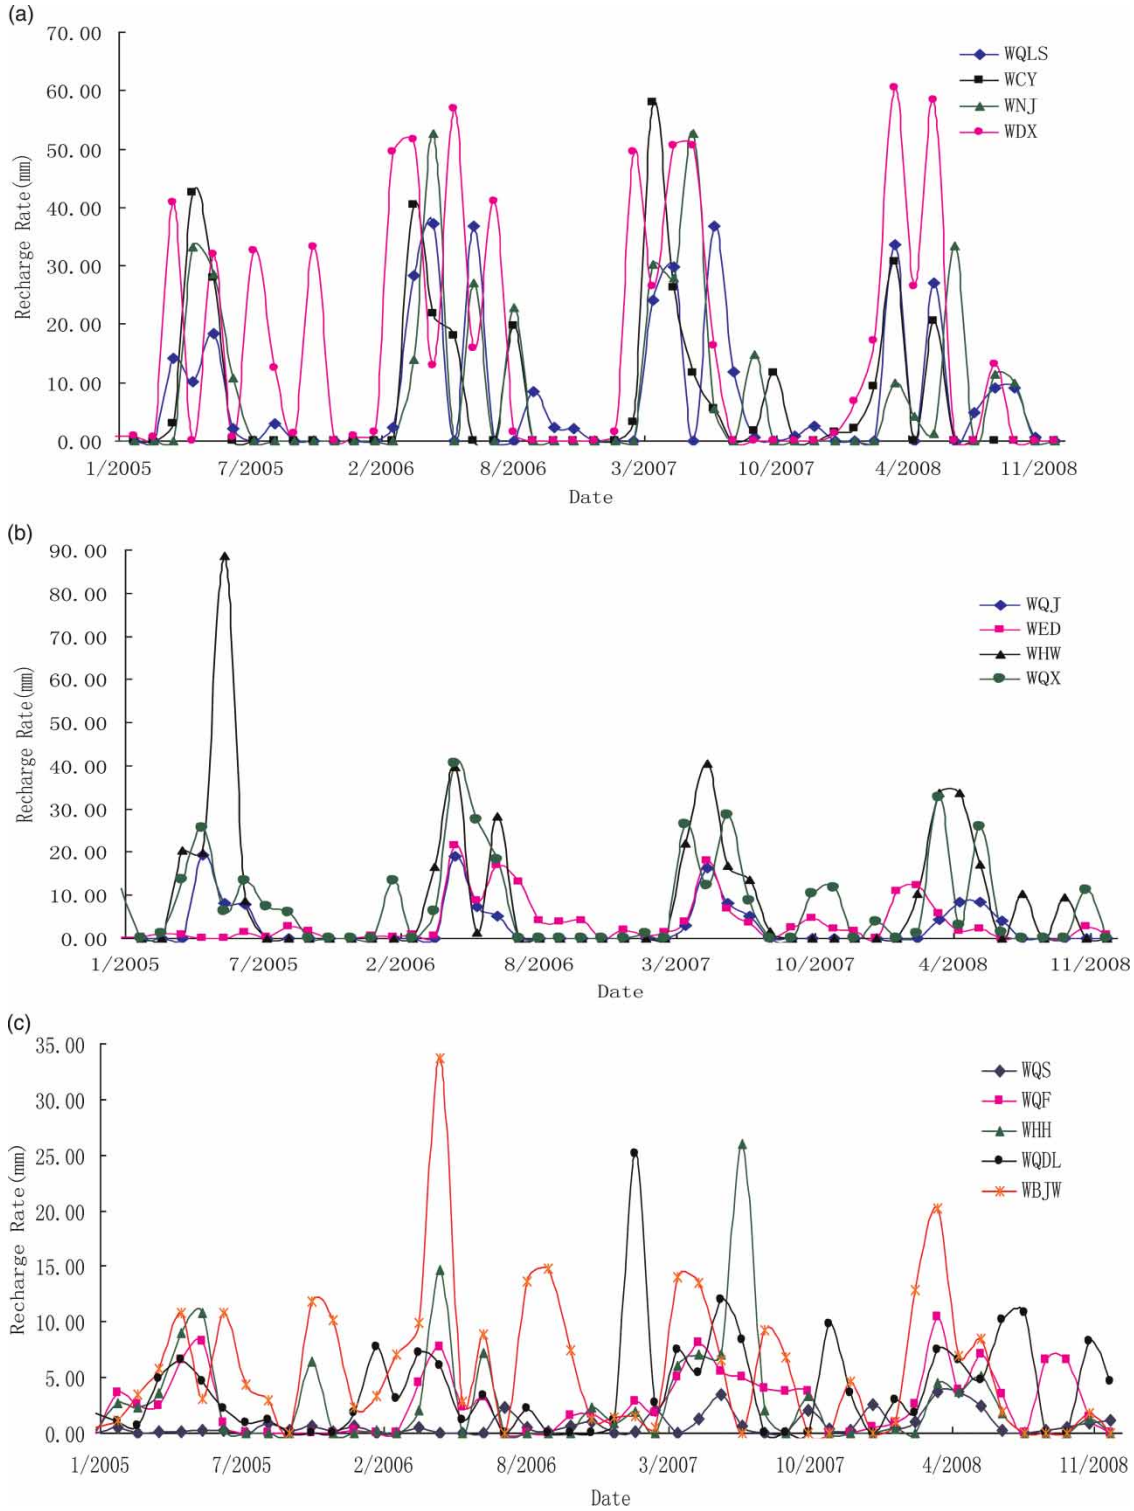 (a)
70.00
60.00
50.00
40.00
30.00
20.00
10.00
0.00
Recharge Rate(mm)
WQLS
WCY
WNJ
WDX
1/2005 7/2005 2/2006 8/2006 3/2007 10/2007 4/2008 11/2008
Date
(b)
90.00
80.00
70.00
60.00
50.00
40.00
30.00
20.00
10.00
0.00
Recharge Rate(mm)
WQJ
WED
WHW
WQX
1/2005 7/2005 2/2006 8/2006 3/2007 10/2007 4/2008 11/2008
Date
(c)
35.00
30.00
25.00
20.00
15.00
10.00
5.00
0.00
Recharge Rate(mm)
WQS
WQF
WHH
WQDL
WBJW
1/2005 7/2005 2/2006 8/2006 3/2007 10/2007 4/2008 11/2008
Date